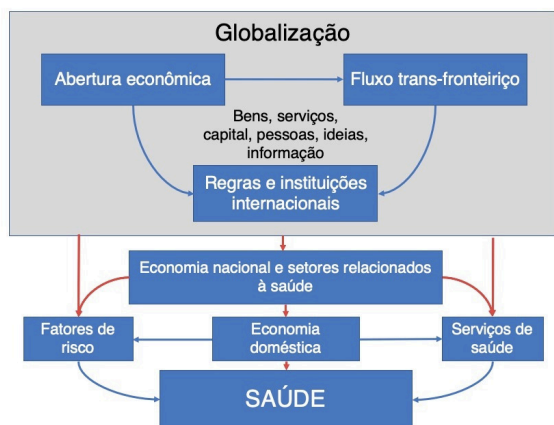 Globalização
Abertura econômica
Fluxo trans-fronteiriço
Bens, serviços,
capital, pessoas, ideias,
informação
Regras e instituições
internacionais
Economia nacional e setores relacionados
à saúde
Fatores de
risco
Economia
doméstica
Serviços de
saúde
SAÚDE